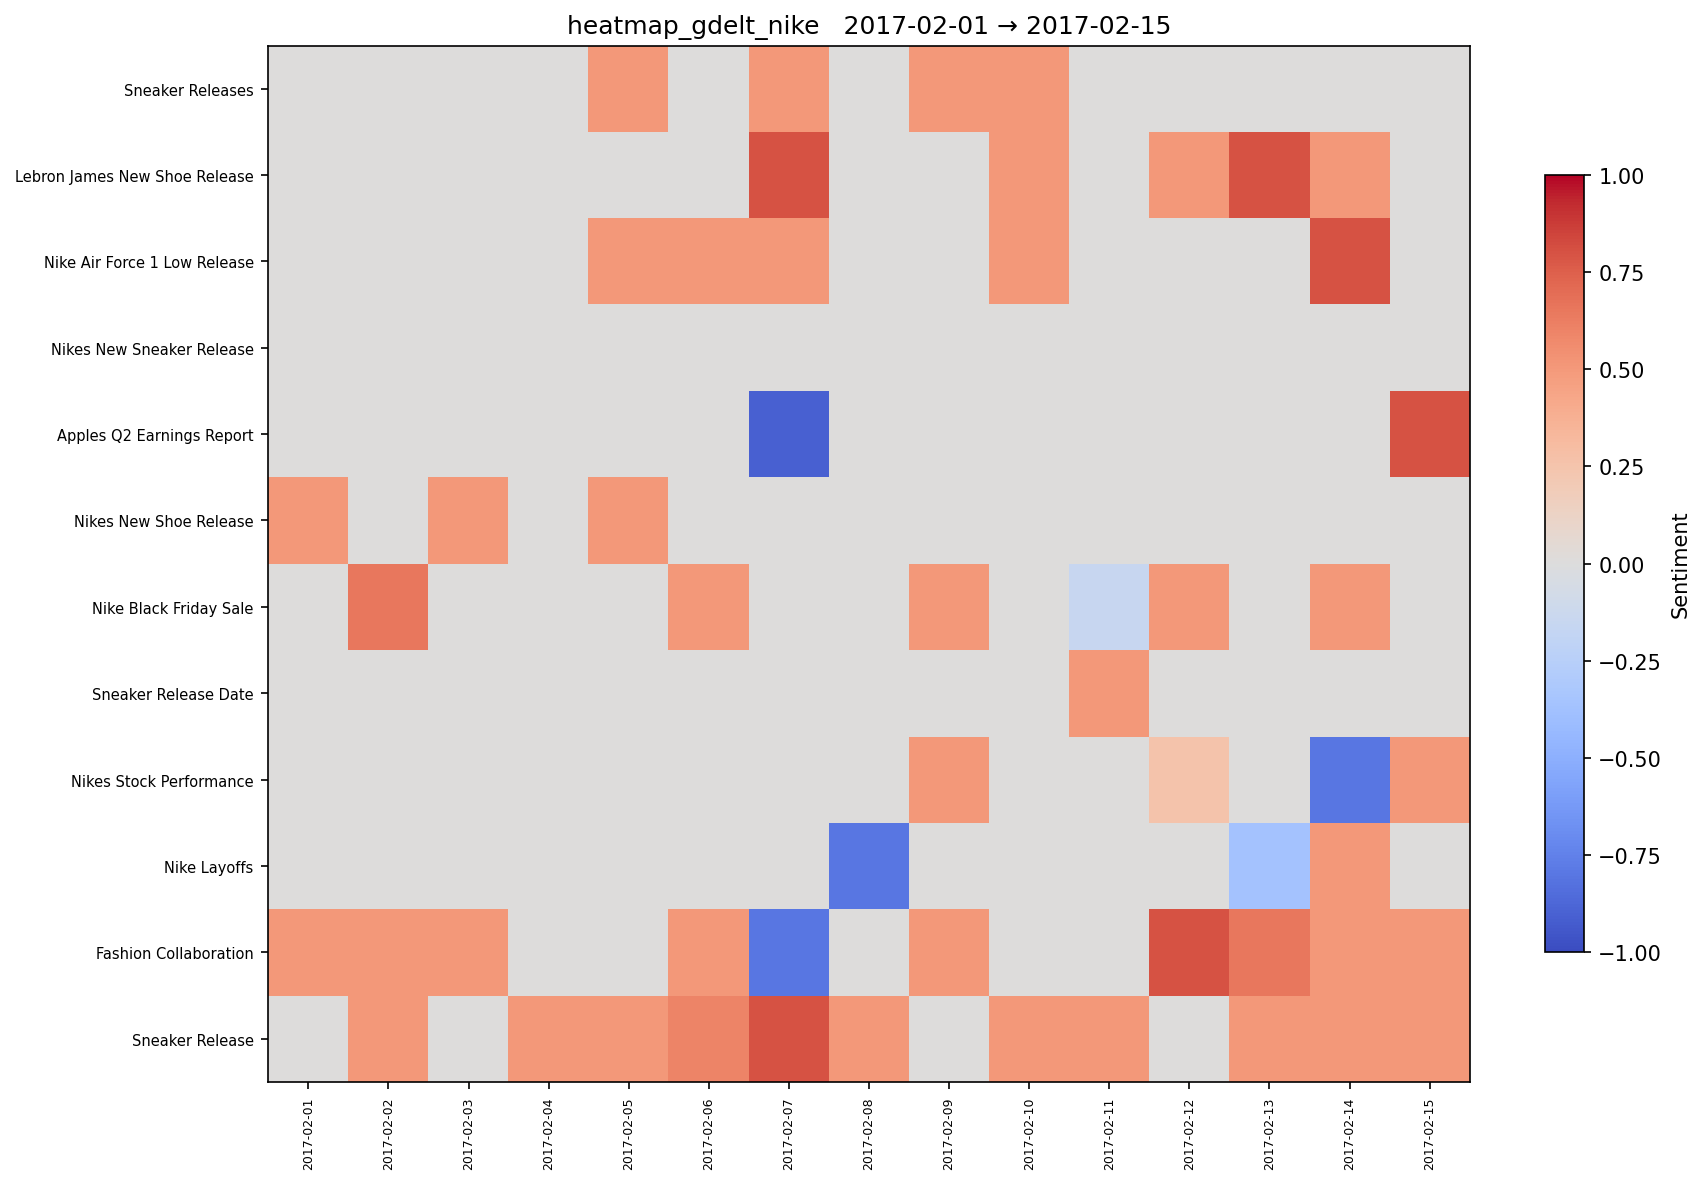 heatmap_gdelt_nike   2017-02-01 → 2017-02-15
Sneaker Releases
Lebron James New Shoe Release
Nike Air Force 1 Low Release
Nikes New Sneaker Release
Apples Q2 Earnings Report
Nikes New Shoe Release
Nike Black Friday Sale
Sneaker Release Date
Nikes Stock Performance
Nike Layoffs
Fashion Collaboration
Sneaker Release
2017-02-01
2017-02-02
2017-02-03
2017-02-04
2017-02-05
2017-02-06
2017-02-07
2017-02-08
2017-02-09
2017-02-10
2017-02-11
2017-02-12
2017-02-13
2017-02-14
2017-02-15
1.00
0.75
0.50
0.25
0.00
−0.25
−0.50
−0.75
−1.00
Sentiment